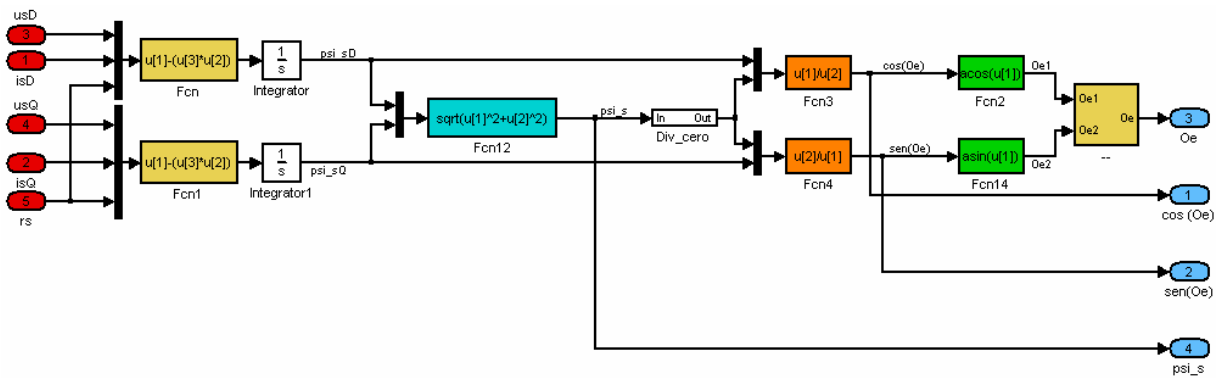 usD
3
1
isD
usQ
4
2
isQ
5
rs
u[1]-(u[3]*u[2])
Fcn
1
s
Integrator
psi_sD
u[1]-(u[3]*u[2])
Fcn1
1
s
Integrator1
psi_sQ
sqrt(u[1]^2+u[2]^2)
Fcn12
psi_s
In
Out
Div_cero
u[1]/u[2]
Fcn3
cos(Oe)
u[2]/u[1]
Fcn4
sen(Oe)
acos(u[1])
Fcn2
Oe1
asin(u[1])
Fcn14
Oe2
Oe1
Oe2
Oe
--
3
Oe
1
cos (Oe)
2
sen(Oe)
4
psi_s